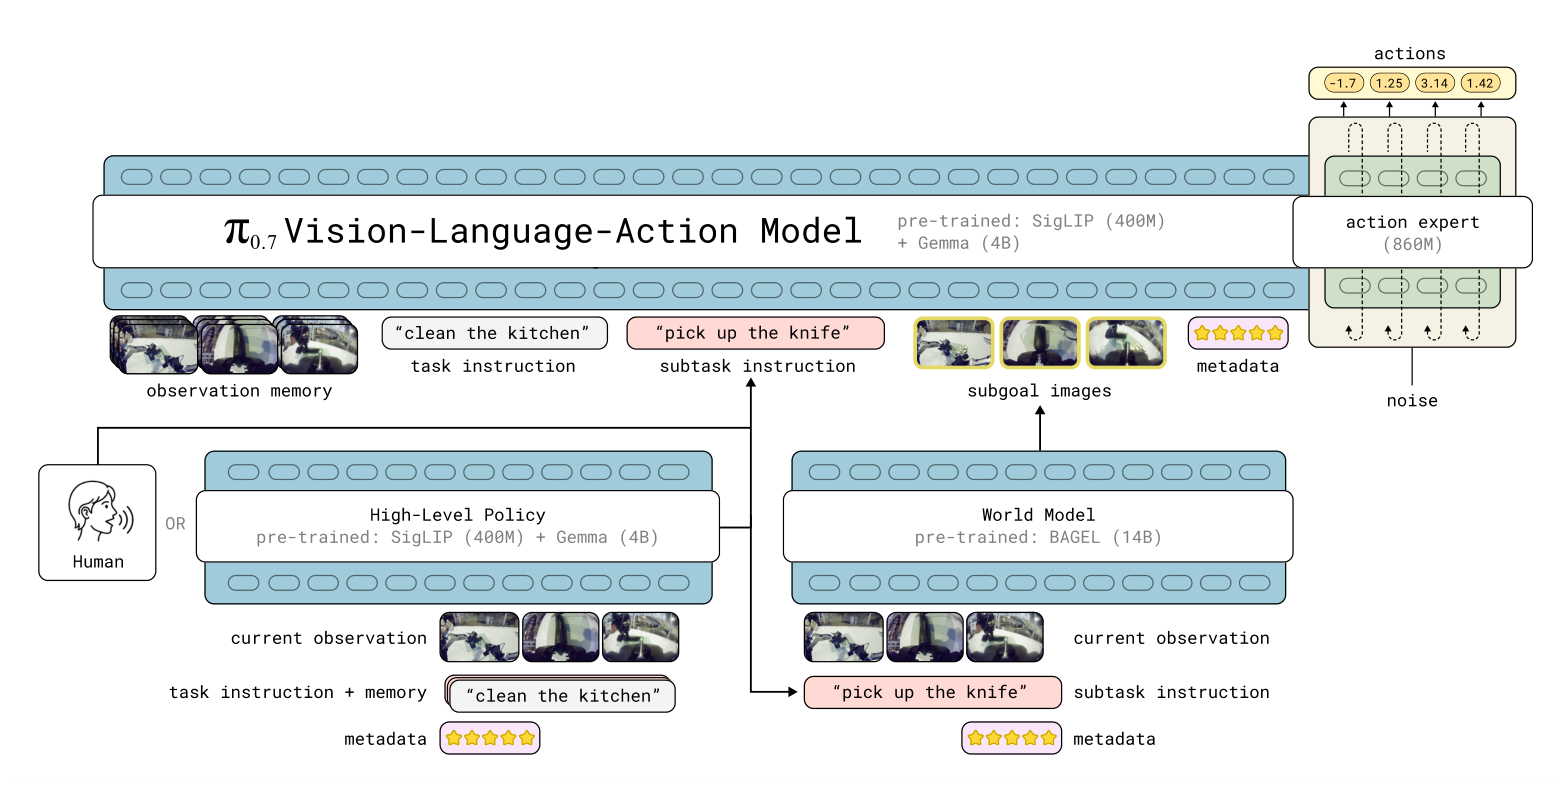 actions
-1.7 1.25 3.14 1.42
π0.7 Vision-Language-Action Model
pre-trained: SigLIP (400M)
+ Gemma (4B)
action expert
(860M)
“clean the kitchen”
“pick up the knife”
observation memory
task instruction
subtask instruction
subgoal images
metadata
noise
Human
OR
High-Level Policy
pre-trained: SigLIP (400M) + Gemma (4B)
World Model
pre-trained: BAGEL (14B)
current observation
task instruction + memory
“clean the kitchen”
metadata
current observation
“pick up the knife”
subtask instruction
metadata